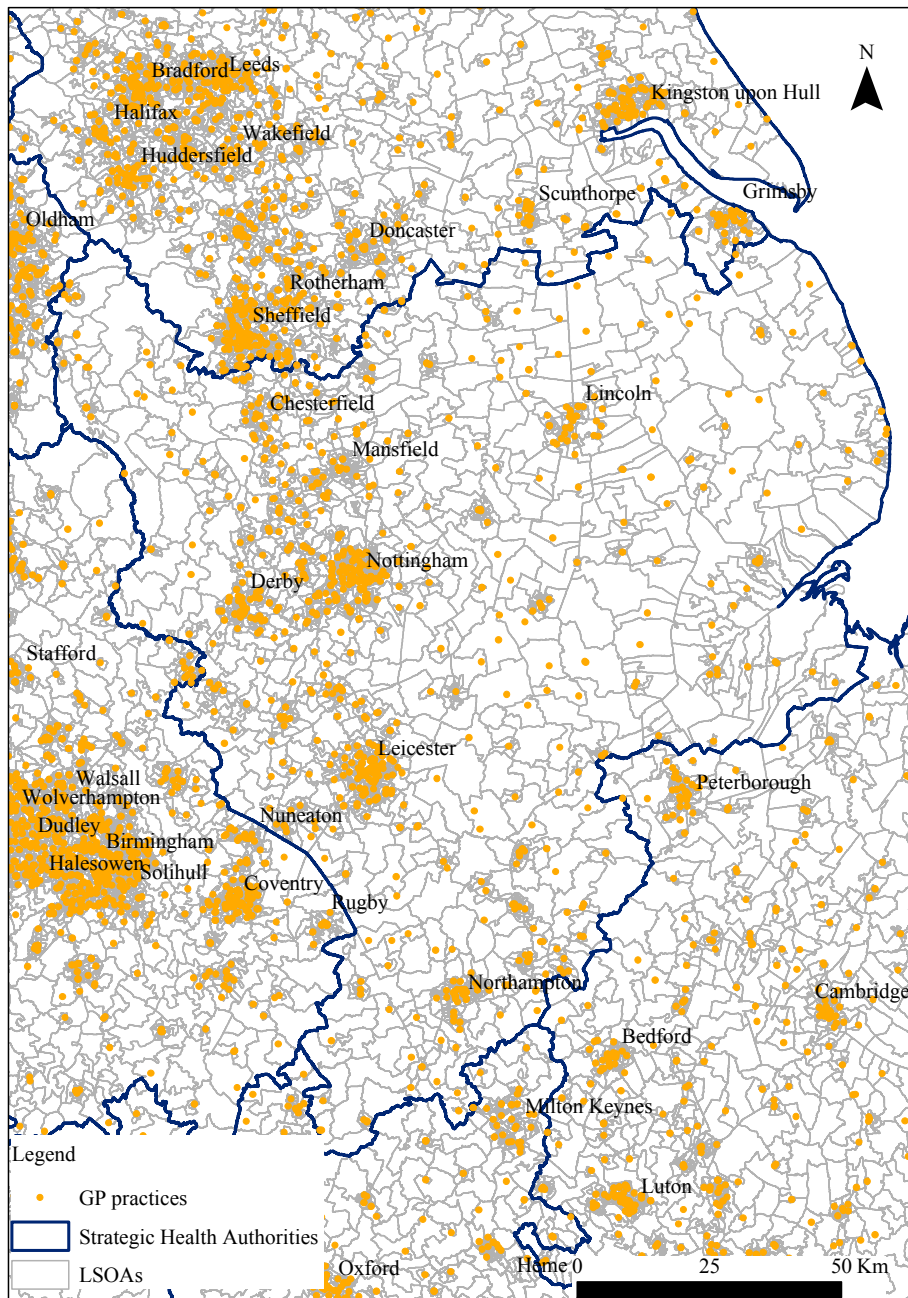 Bradford
Leeds
N
Kingston upon Hull
Halifax
Wakefield
Huddersfield
Scunthorpe
Grimsby
Oldham
Doncaster
Rotherham
Sheffield
Lincoln
Chesterfield
Mansfield
Nottingham
Derby
Stafford
Leicester
Walsall
Peterborough
Wolverhampton
Nuneaton
Dudley
Birmingham
Halesowen
Solihull
Coventry
Rugby
Northampton
Cambridge
Bedford
Milton Keynes
Legend
GP practices
Luton
Strategic Health Authorities
Heme
0 25 50 Km
LSOAs
Oxford